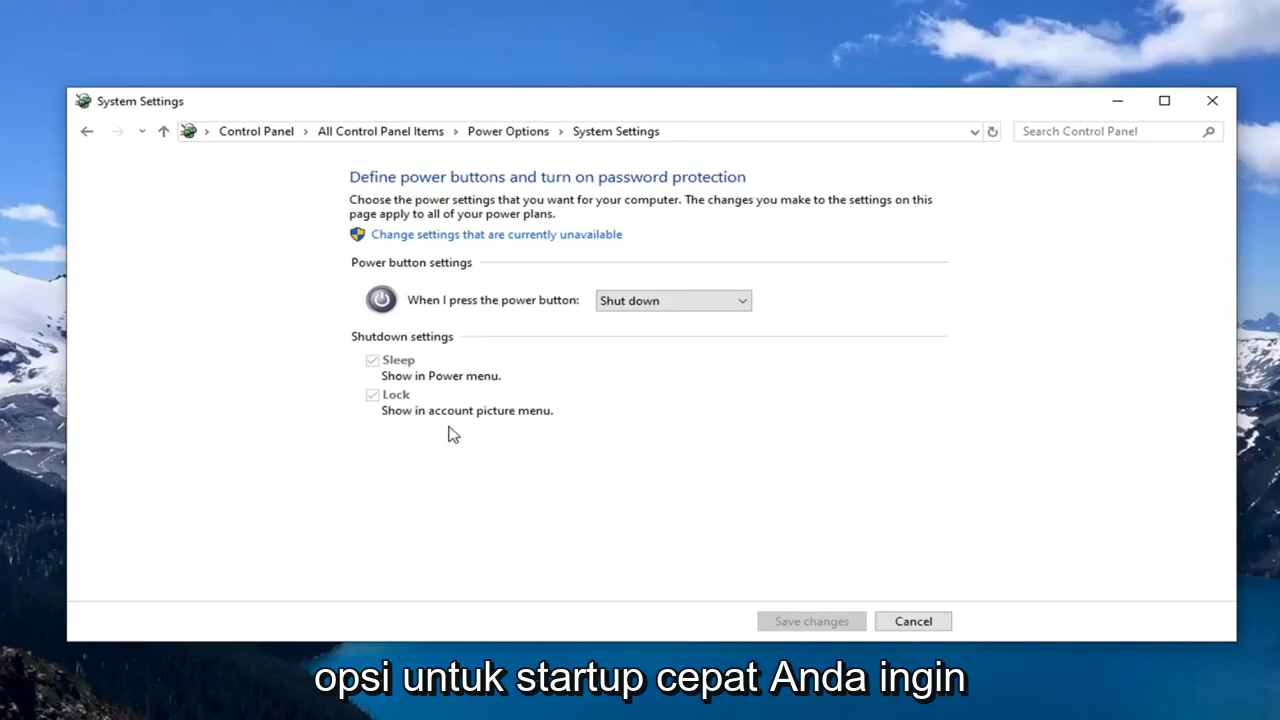 System Settings
Control Panel > All Control Panel Items > Power Options > System Settings
Search Control Panel
Define power buttons and turn on password protection
Choose the power settings that you want for your computer. The changes you make to the settings on this
page apply to all of your power plans.
Change settings that are currently unavailable
Power button settings
When I press the power button: Shut down
Shutdown settings
Sleep
Show in Power menu.
Lock
Show in account picture menu.
Save changes
Cancel
opsi untuk startup cepat Anda ingin